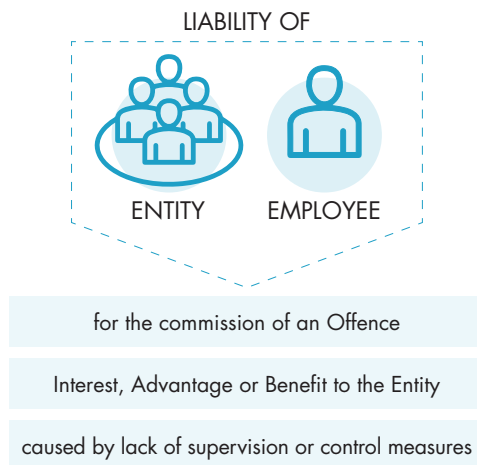 LIABILITY OF
ENTITY
EMPLOYEE
for the commission of an Offence
Interest, Advantage or Benefit to the Entity
caused by lack of supervision or control measures